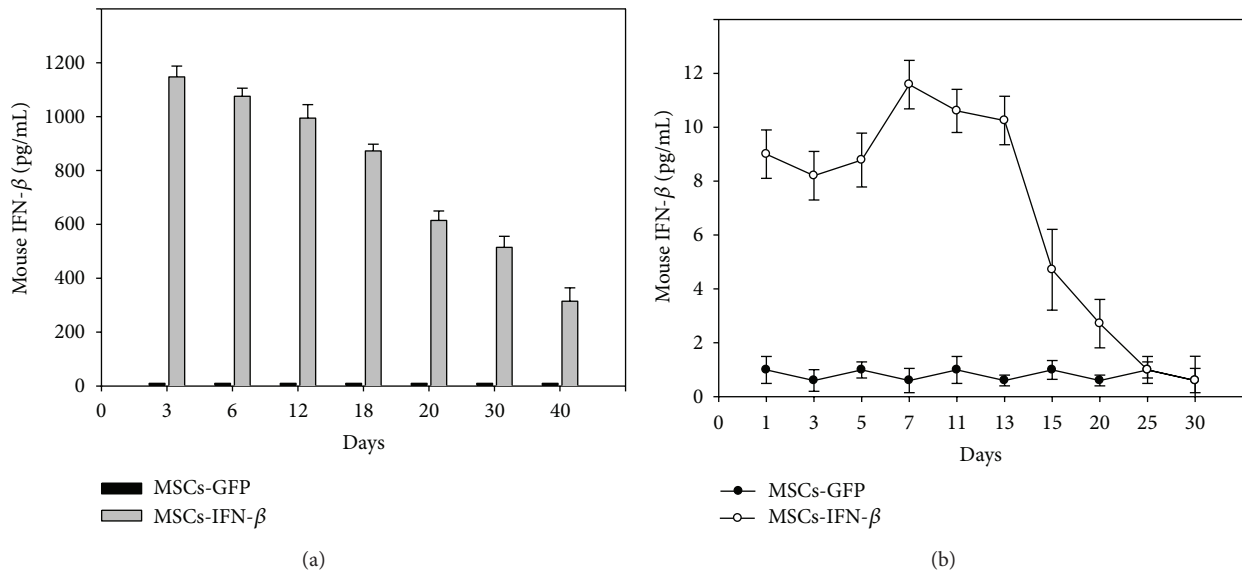 1200
1000
800
600
400
200
0
Mouse IFN-β (pg/mL)
0 3 6 12 18 20 30 40
Days
MSCs-GFP
MSCs-IFN-β
(a)
12
10
8
6
4
2
0
Mouse IFN-β (pg/mL)
0 1 3 5 7 11 13 15 20 25 30
Days
MSCs-GFP
MSCs-IFN-β
(b)